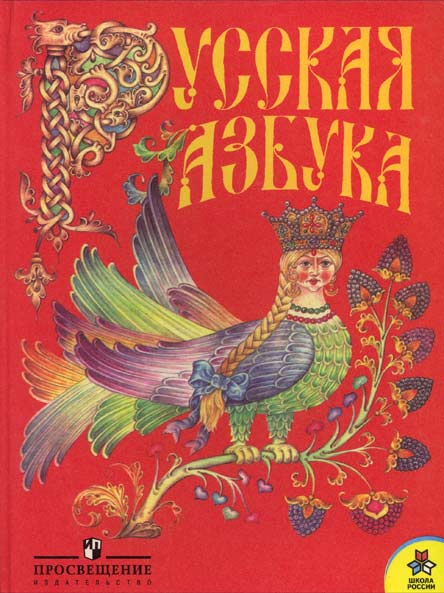 РУССКАЯ
АЗБУКА
ПРОСВЕЩЕНИЕ
ИЗДАТЕЛЬСТВО
ШКОЛА
РОССИИ